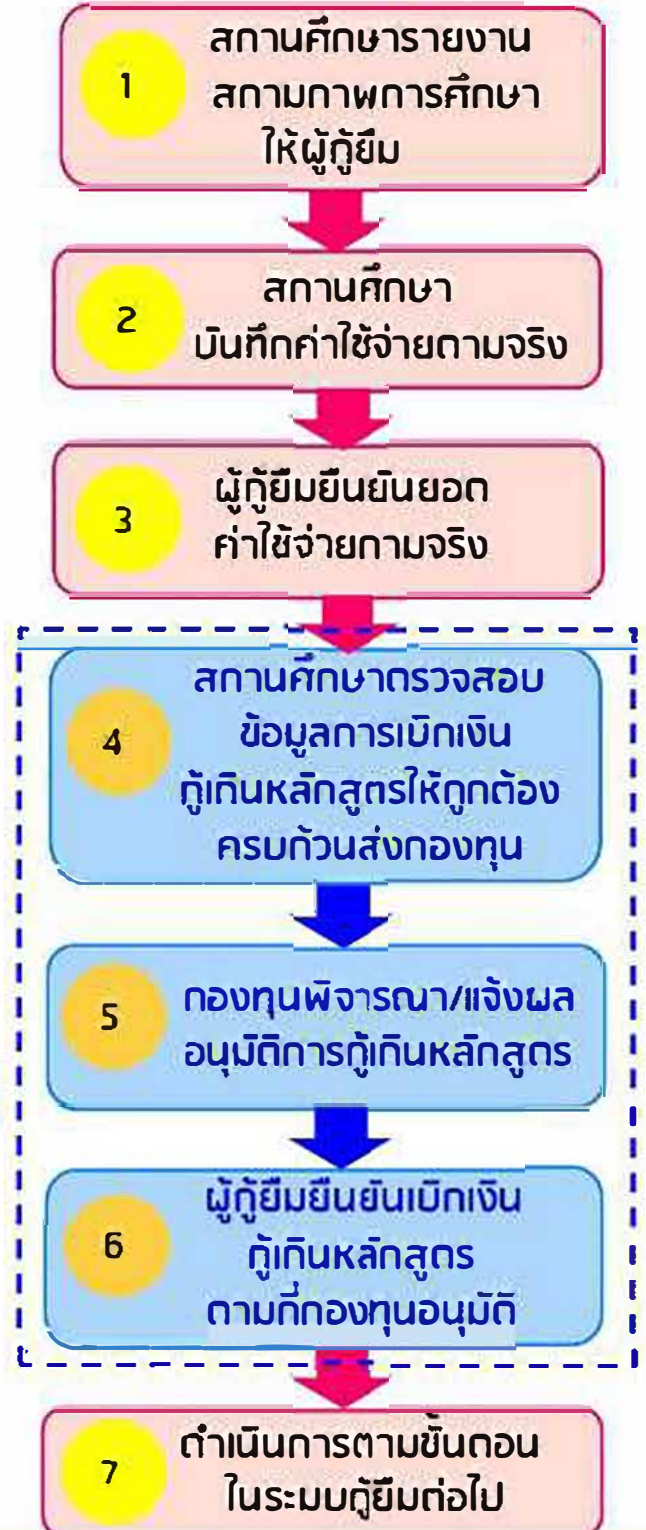 1
สถานศึกษารายงาน
สถานภาพการศึกษา
ให้ผู้กู้ยืม
2
สถานศึกษา
บันทึกค่าใช้จ่ายตามจริง
3
ผู้กู้ยืมยืนยันยอด
ค่าใช้จ่ายตามจริง
4
สถานศึกษาตรวจสอบ
ข้อมูลการเบิกเงิน
กู้เกินหลักสูตรให้ถูกต้อง
ครบถ้วนส่งกองทุน
5
กองทุนพิจารณา/แจ้งผล
อนุมัติการกู้เกินหลักสูตร
6
ผู้กู้ยืมยืนยันเบิกเงิน
กู้เกินหลักสูตร
ตามที่กองทุนอนุมัติ
7
ดำเนินการตามขั้นตอน
ในระบบกู้ยืมต่อไป